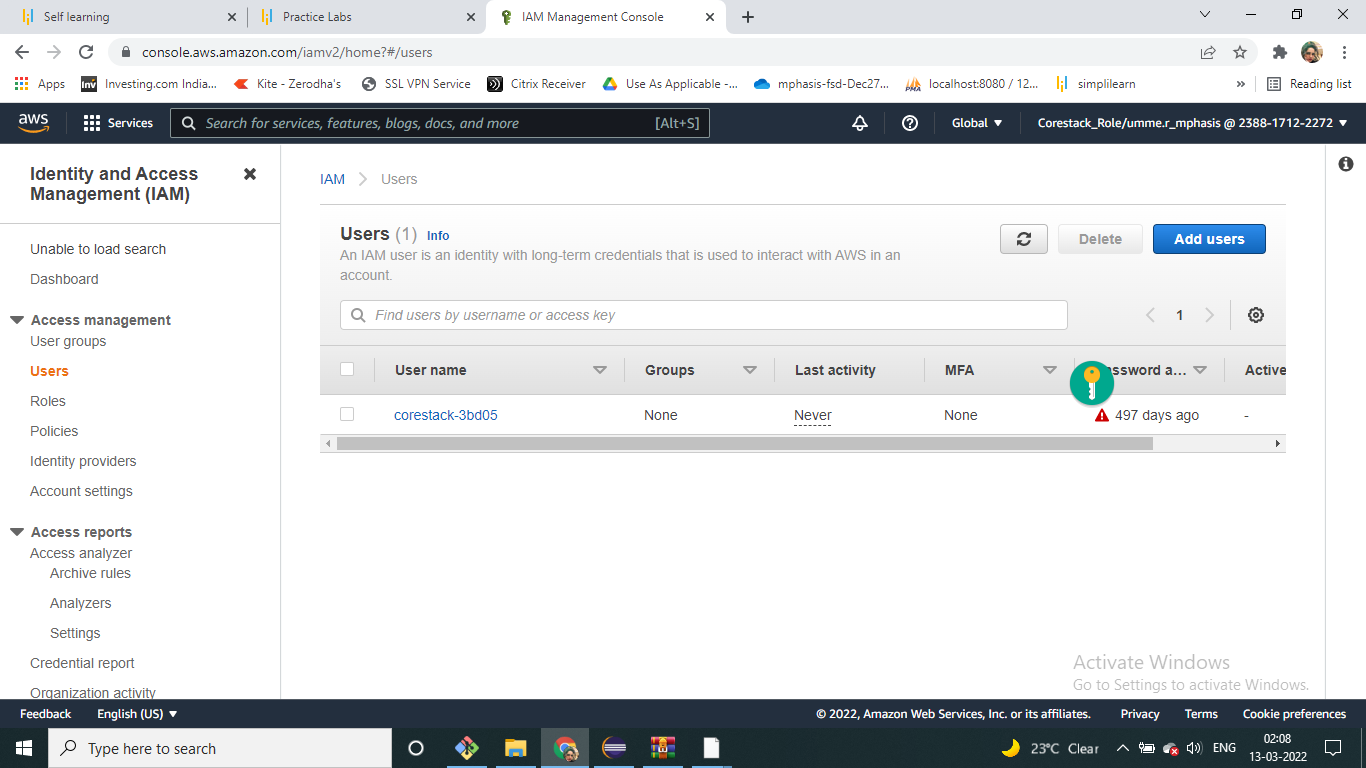 Self learning
Practice Labs
IAM Management Console
console.aws.amazon.com/iamv2/home?#/users
Apps
inv
Investing.com India...
Kite - Zerodha's
SSL VPN Service
Citrix Receiver
Use As Applicable -...
mphasis-fsd-Dec27...
PMA
localhost:8080 / 12...
simplilearn
»
Reading list
aws
Services
Search for services, features, blogs, docs, and more
[Alt+S]
Global
Corestack_Role/umme.r_mphasis @ 2388-1712-2272
Identity and Access
Management (IAM)
Unable to load search
Dashboard
Access management
User groups
Users
Roles
Policies
Identity providers
Account settings
Access reports
Access analyzer
Archive rules
Analyzers
Settings
Credential report
Organization activity
IAM
Users
Users (1) Info
An IAM user is an identity with long-term credentials that is used to interact with AWS in an
account.
Delete
Add users
Find users by username or access key
1
User name
Groups
Last activity
MFA
ssword a...
Active
corestack-3bd05
None
Never
None
497 days ago
-
Activate Windows
Go to Settings to activate Windows.
Feedback
English (US)
© 2022, Amazon Web Services, Inc. or its affiliates.
Privacy
Terms
Cookie preferences
Type here to search
23°C Clear
ENG
02:08
13-03-2022